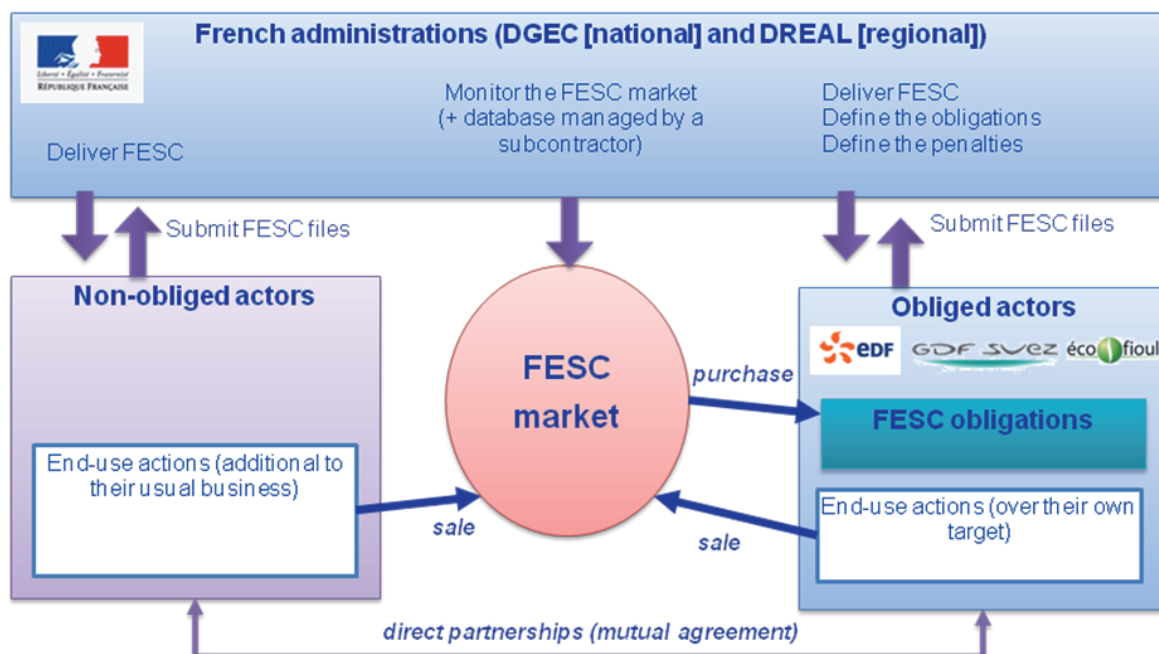 French administrations (DGEC [national] and DREAL [regional])
Liberté • Égalité • Fraternité
RÉPUBLIQUE FRANÇAISE
Deliver FESC
Monitor the FESC market
(+ database managed by a
subcontractor)
Deliver FESC
Define the obligations
Define the penalties
Submit FESC files
Submit FESC files
Non-obliged actors
End-use actions (additional to
their usual business)
sale
FESC
market
purchase
sale
Obliged actors
eDF
GDF SVEZ
éco fioul
FESC obligations
End-use actions (over their own
target)
direct partnerships (mutual agreement)